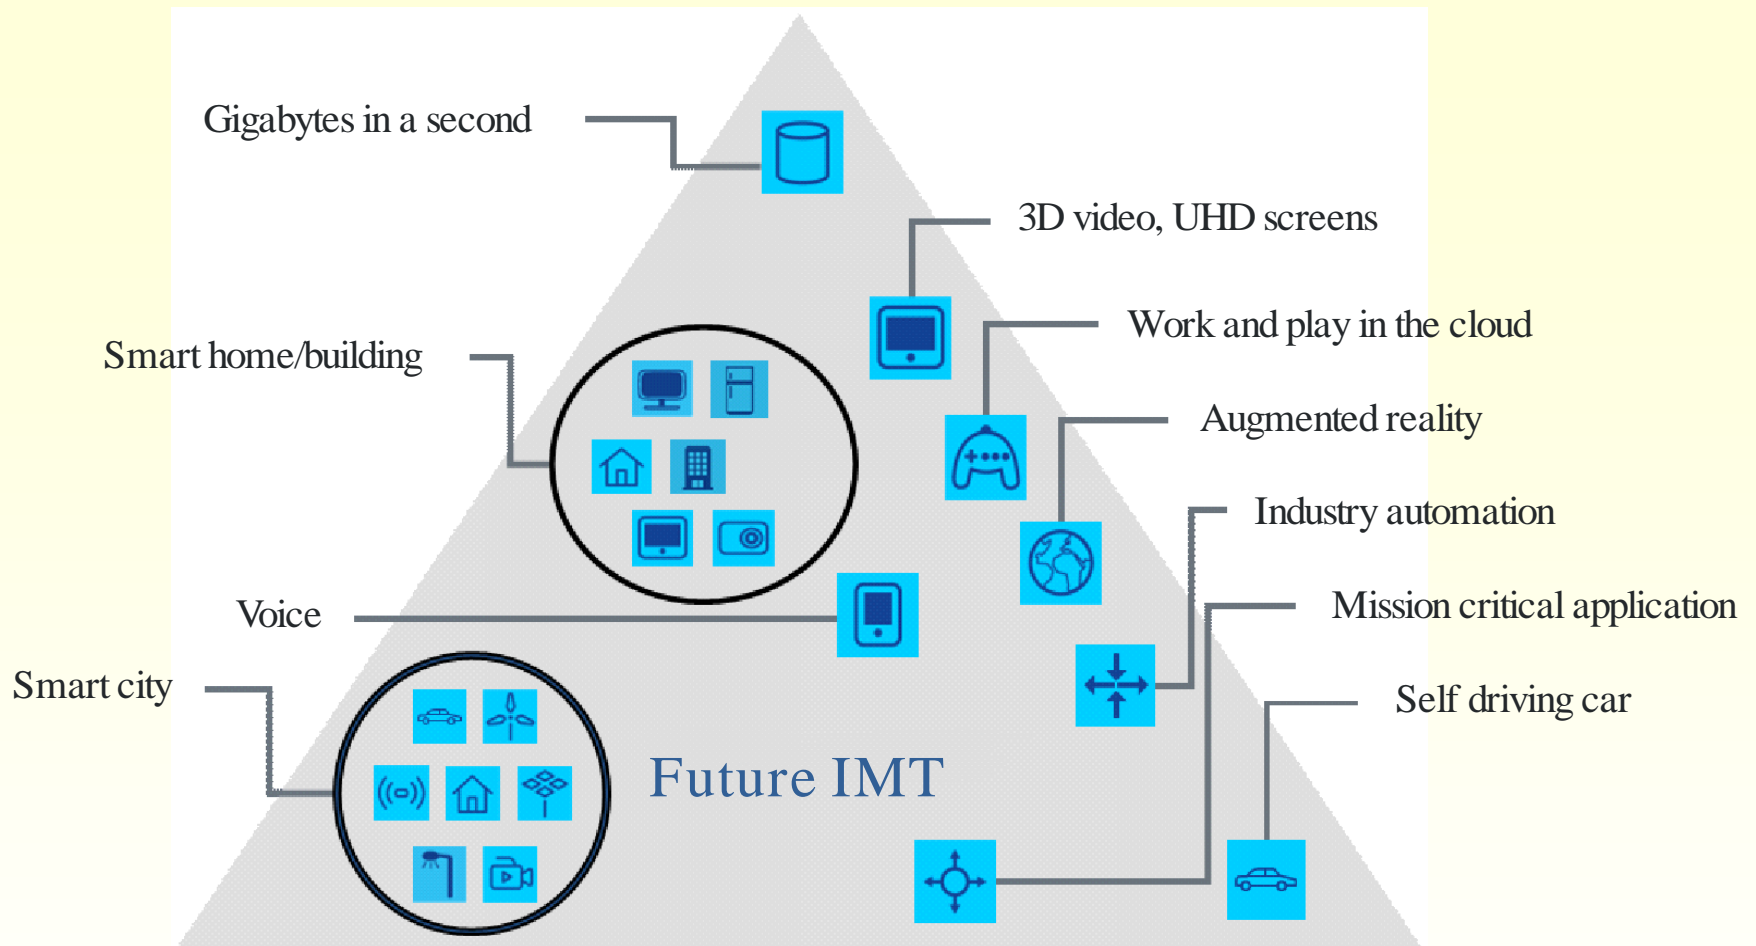 Gigabytes in a second
3D video, UHD screens
Work and play in the cloud
Smart home/building
Augmented reality
Industry automation
Voice
Mission critical application
Smart city
Self driving car
Future IMT